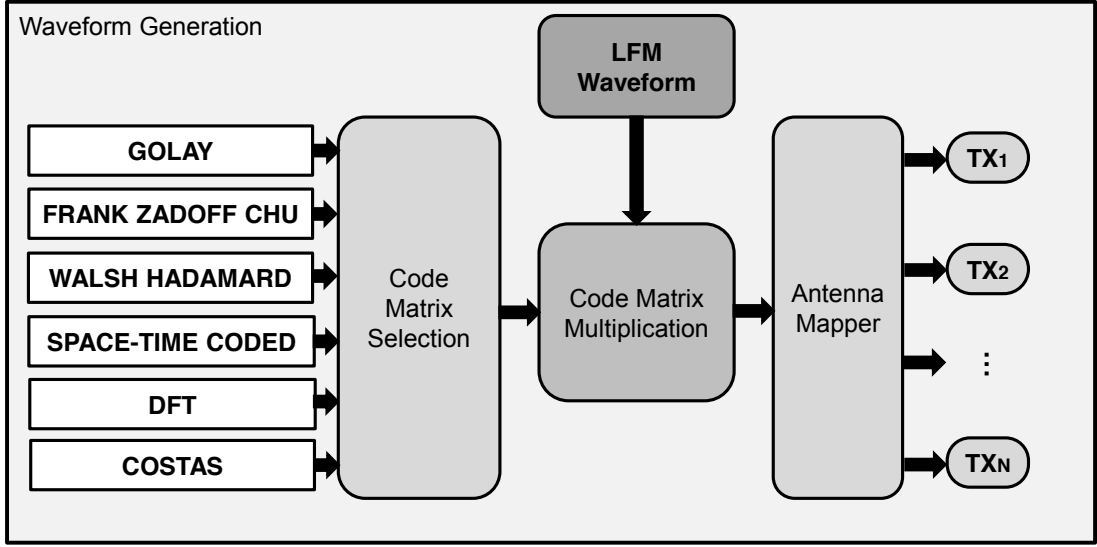 Waveform Generation
LFM
Waveform
GOLAY
FRANK ZADOFF CHU
WALSH HADAMARD
SPACE-TIME CODED
DFT
COSTAS
Code
Matrix
Selection
Code Matrix
Multiplication
Antenna
Mapper
TX1
TX2
⋮
TXN